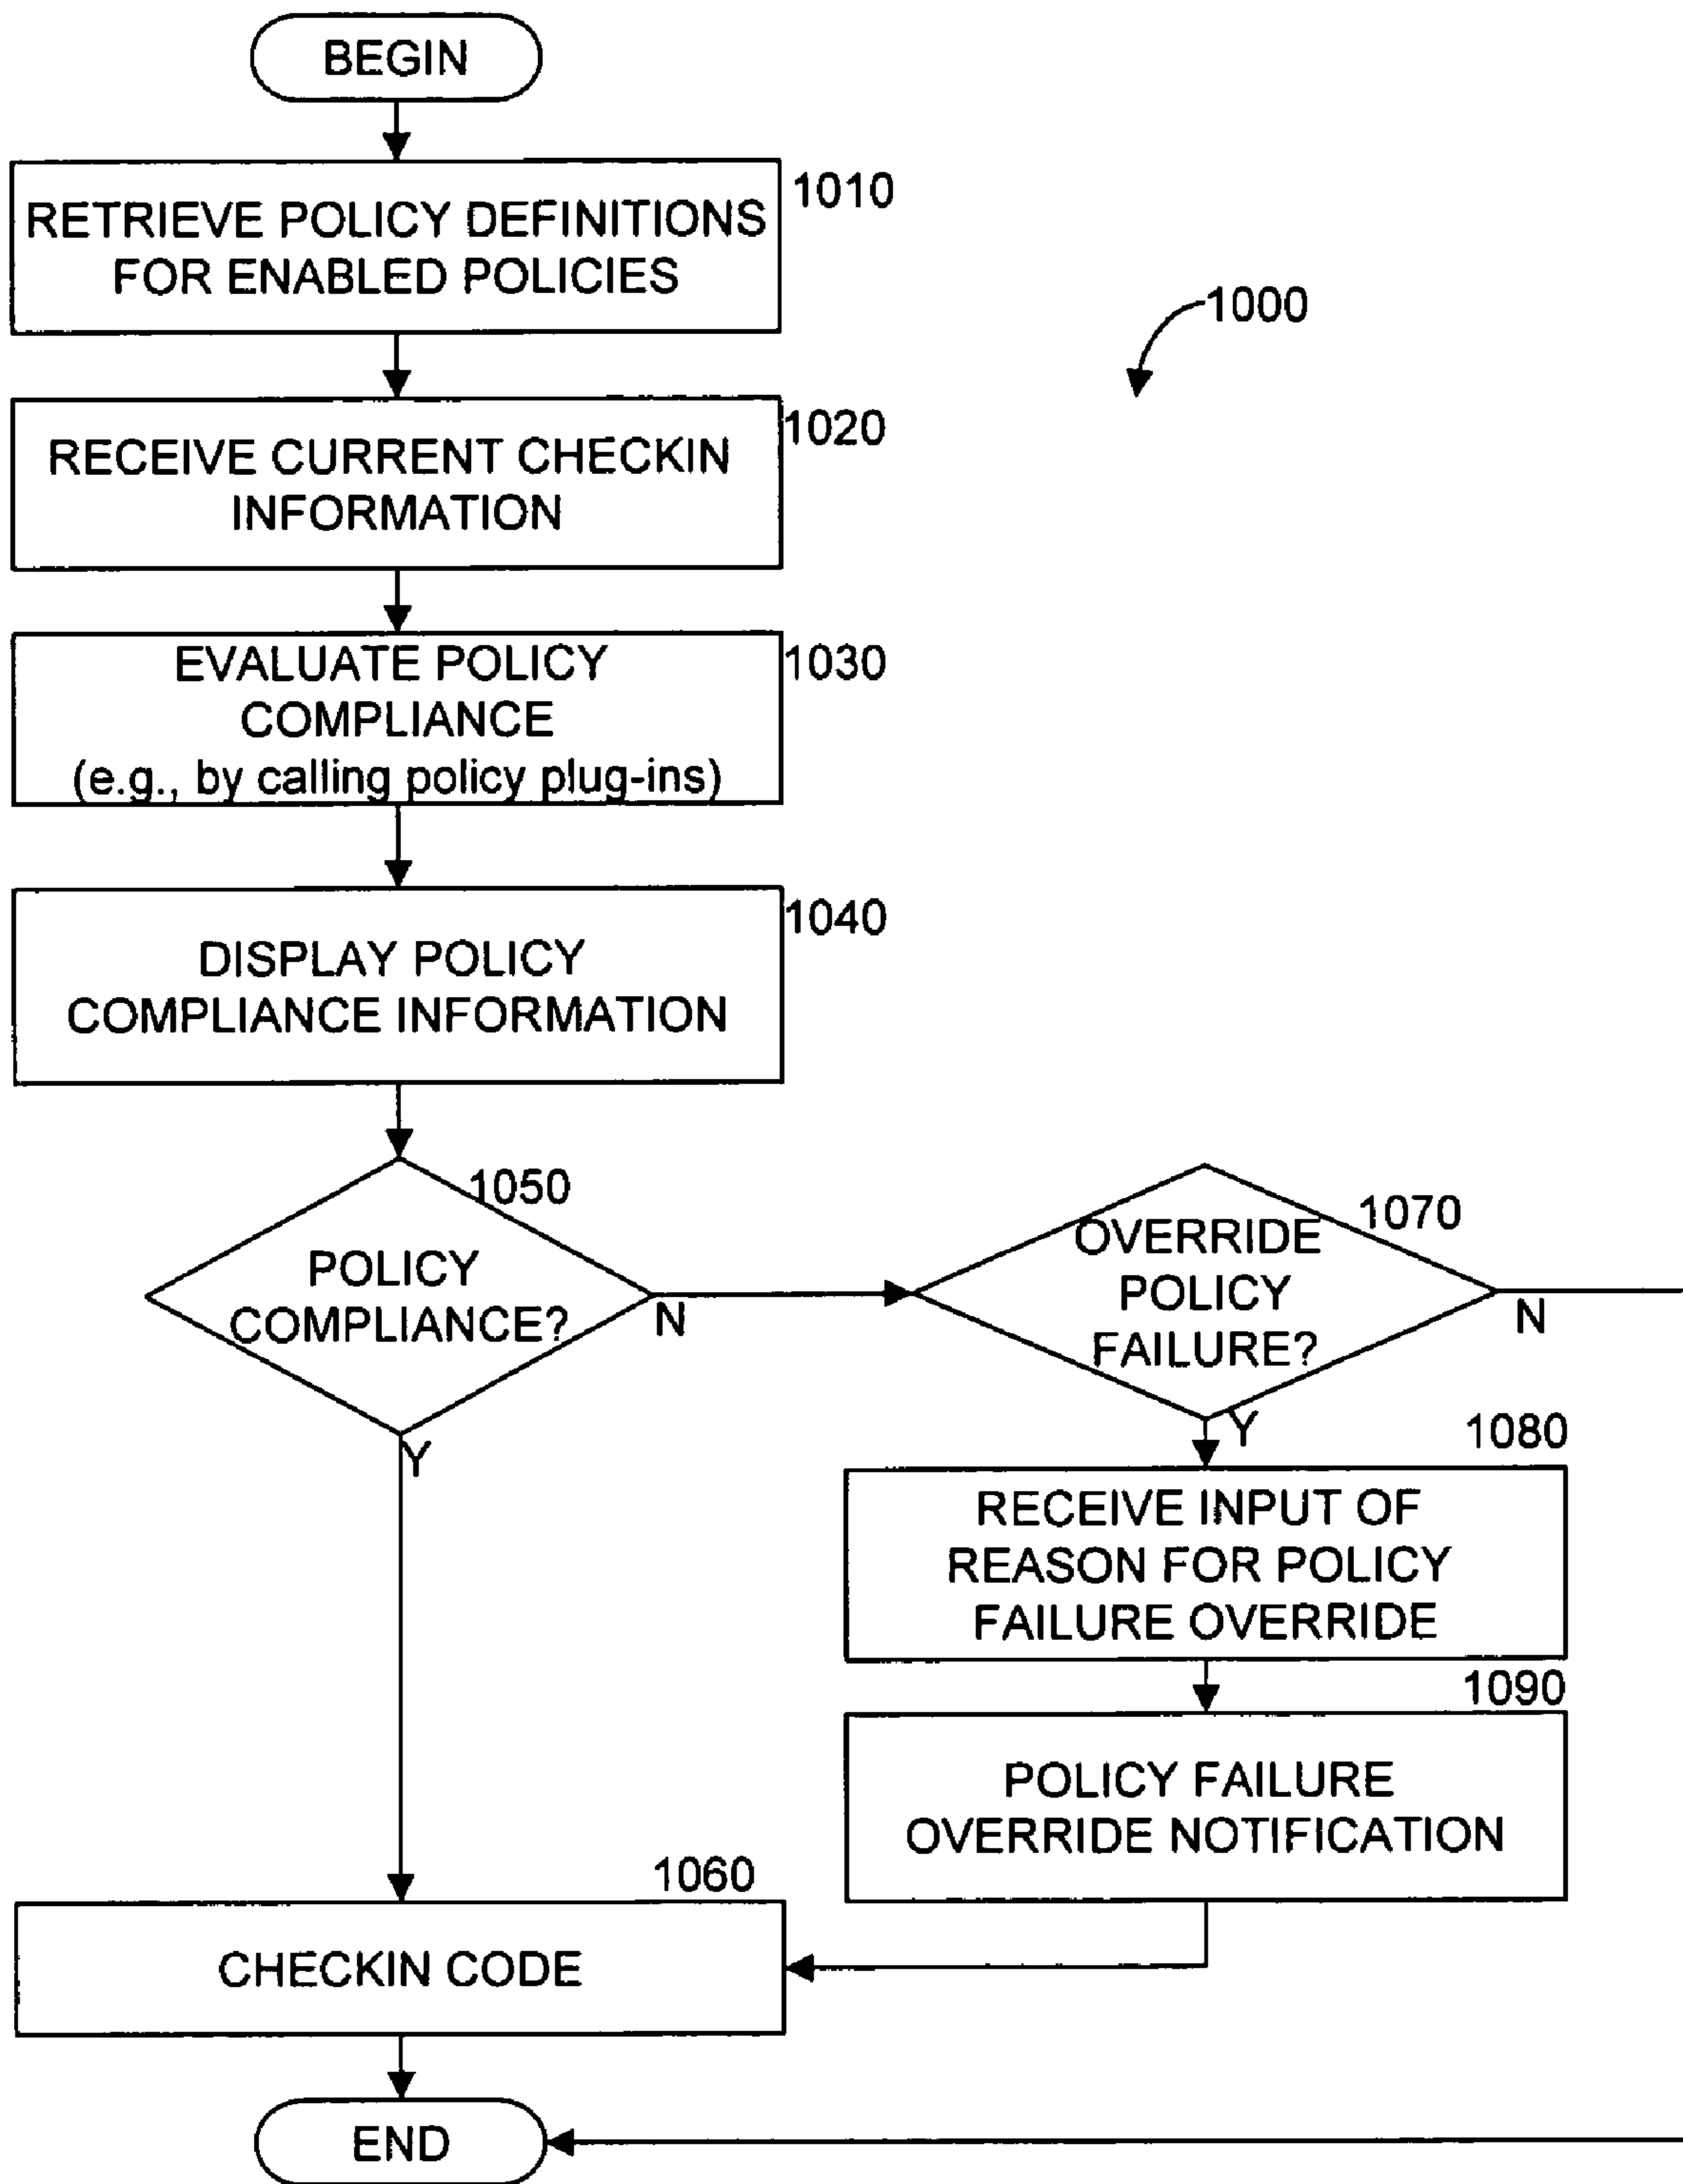 BEGIN
1010
RETRIEVE POLICY DEFINITIONS
FOR ENABLED POLICIES
1000
1020
RECEIVE CURRENT CHECKIN
INFORMATION
1030
EVALUATE POLICY
COMPLIANCE
(e.g., by calling policy plug-ins)
1040
DISPLAY POLICY
COMPLIANCE INFORMATION
1050
POLICY
COMPLIANCE?
N
Y
1070
OVERRIDE
POLICY
FAILURE?
N
Y
1080
RECEIVE INPUT OF
REASON FOR POLICY
FAILURE OVERRIDE
1090
POLICY FAILURE
OVERRIDE NOTIFICATION
1060
CHECKIN CODE
END